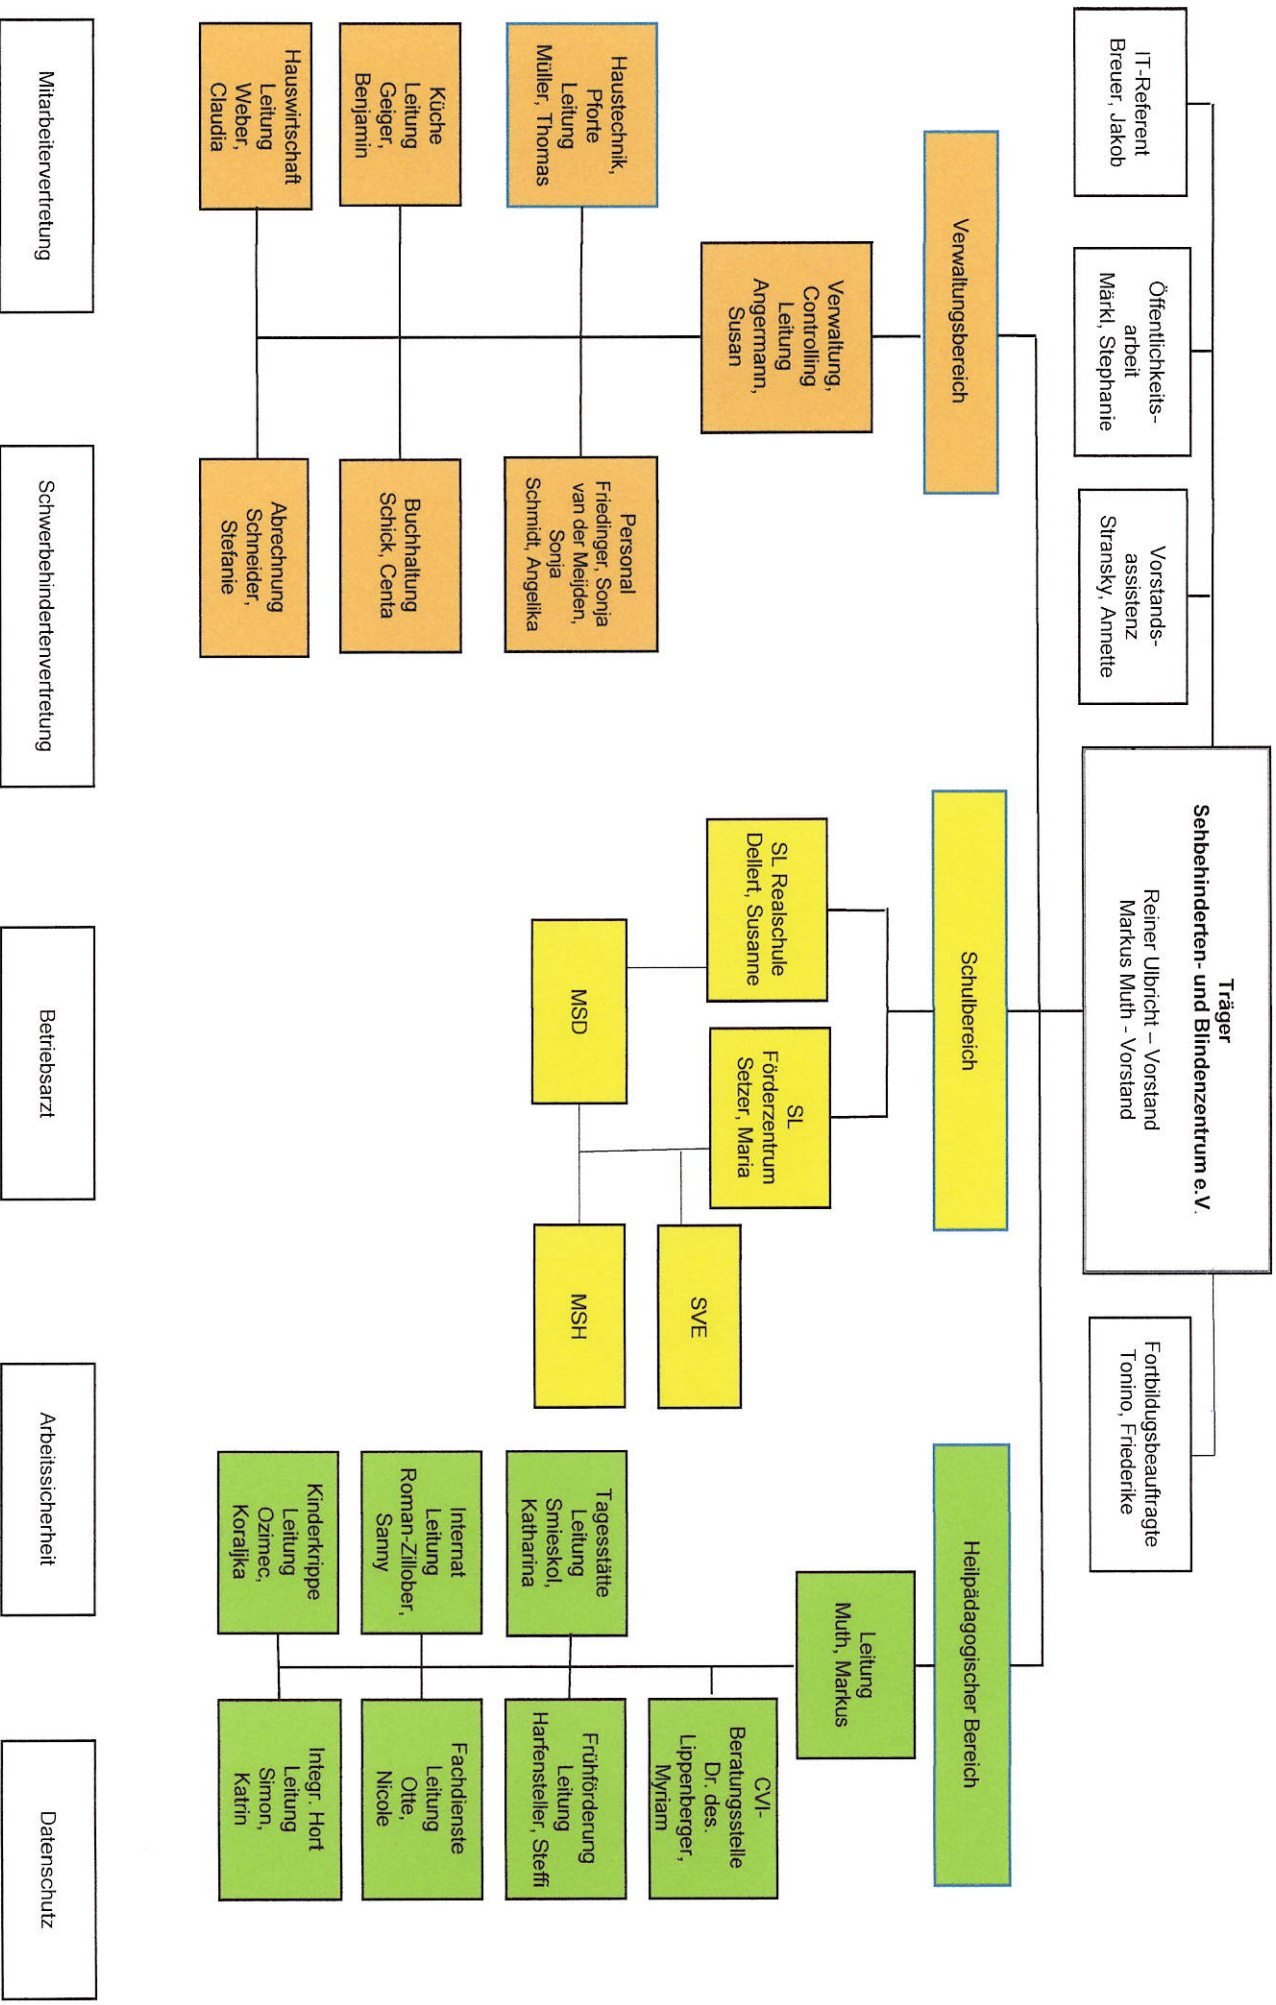 Träger
Sehbehinderten- und Blindenzentrum e.V.
Reiner Ulbricht – Vorstand
Markus Muth - Vorstand
IT-Referent
Breuer, Jakob
Öffentlichkeits-
arbeit
Märkl, Stephanie
Vorstands-
assistenz
Stransky, Annette
Fortbildugsbeauftragte
Tonino, Friederike
Verwaltungsbereich
Verwaltung,
Controlling
Leitung
Angermann,
Susan
Haustechnik,
Pforte
Leitung
Müller, Thomas
Personal
Friedinger, Sonja
van der Meijden,
Sonja
Schmidt, Angelika
Küche
Leitung
Geiger,
Benjamin
Buchhaltung
Schick, Centa
Hauswirtschaft
Leitung
Weber,
Claudia
Abrechnung
Schneider,
Stefanie
Schulbereich
SL Realschule
Dellert, Susanne
SL
Förderzentrum
Setzer, Maria
SVE
MSD
MSH
Heilpädagogischer Bereich
Leitung
Muth, Markus
CVI-
Beratungsstelle
Dr. des.
Lippenberger,
Myriam
Tagesstätte
Leitung
Smieskol,
Katharina
Frühförderung
Leitung
Harfensteller, Steffi
Internat
Leitung
Roman-Zillober,
Sanny
Fachdienste
Leitung
Otte,
Nicole
Kinderkrippe
Leitung
Ozimec,
Koraljka
Integr. Hort
Leitung
Simon,
Katrin
Mitarbeitervertretung
Schwerbehindertenvertretung
Betriebsarzt
Arbeitssicherheit
Datenschutz